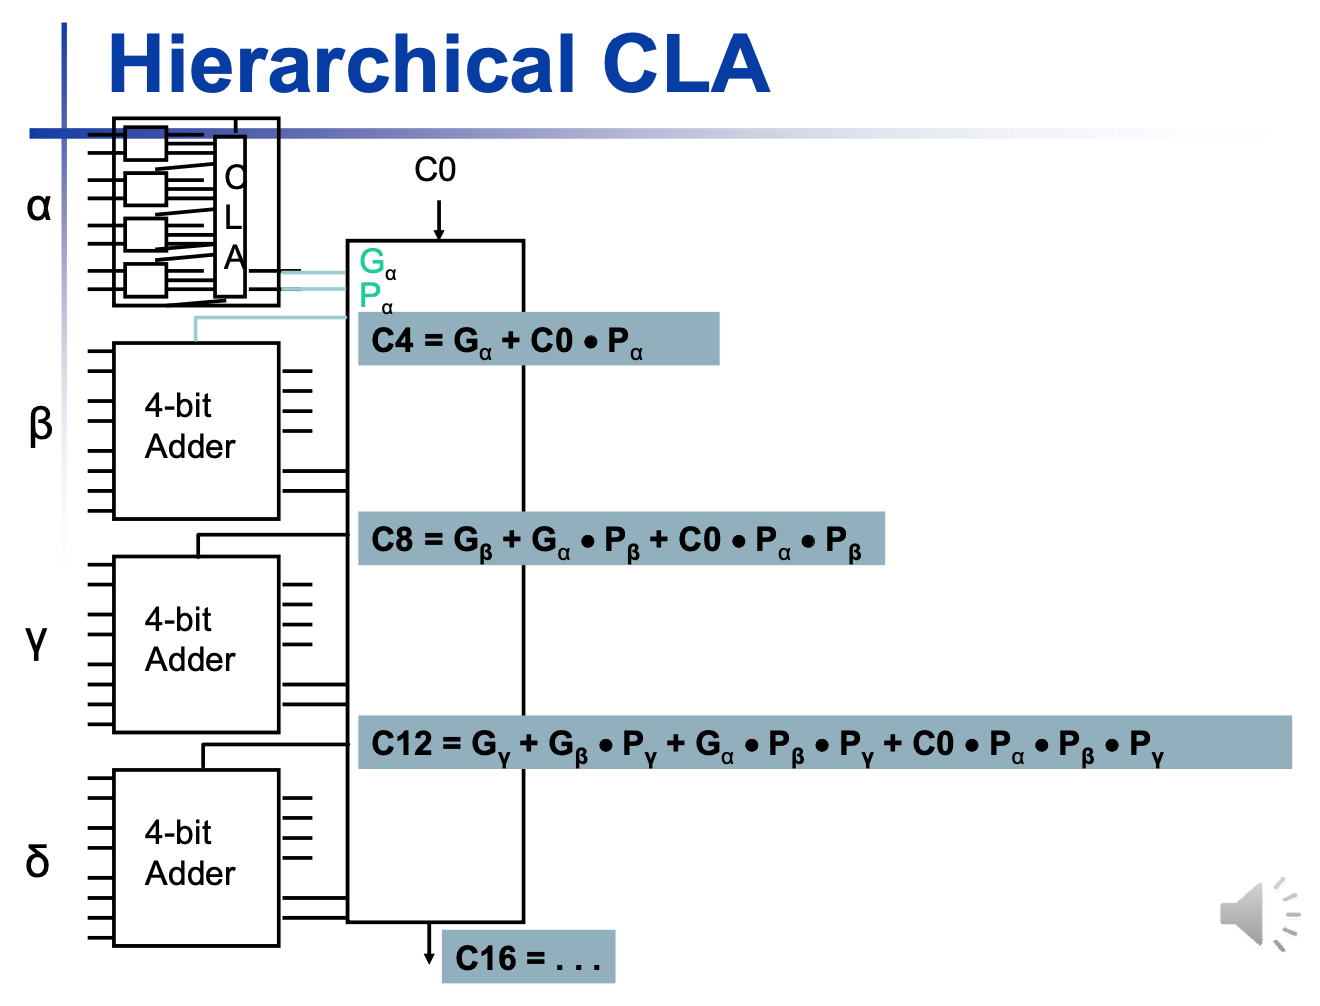 Hierarchical CLA
α
C
L
A
C0
Gα
Pα
C4 = Gα + C0 • Pα
β
4-bit
Adder
C8 = Gβ + Gα • Pβ + C0 • Pα • Pβ
γ
4-bit
Adder
C12 = Gγ + Gβ • Pγ + Gα • Pβ • Pγ + C0 • Pα • Pβ • Pγ
δ
4-bit
Adder
C16 = . . .